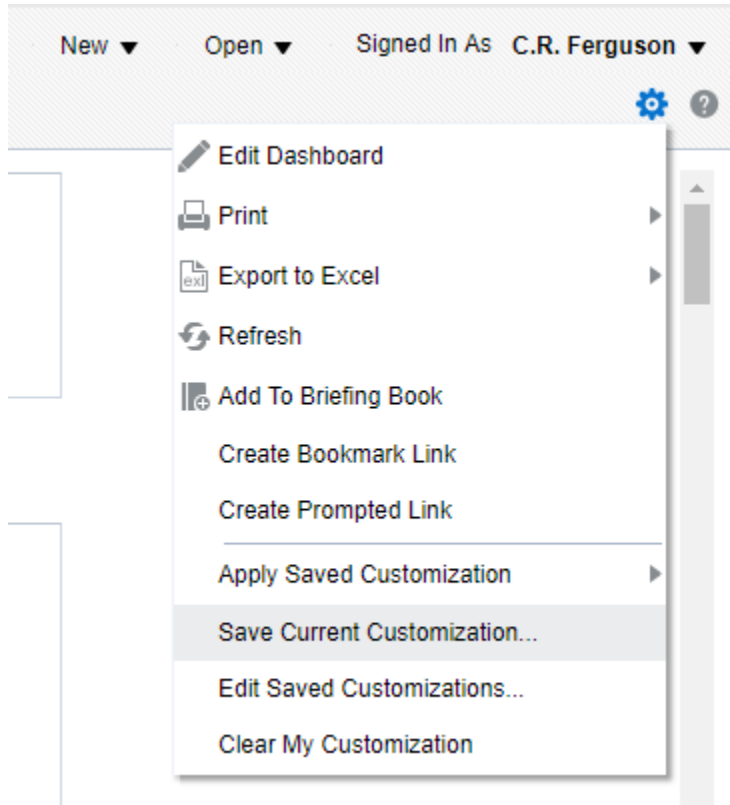 New ▼ Open ▼ Signed In As C.R. Ferguson ▼
?
Edit Dashboard
Print
exl Export to Excel
Refresh
Add To Briefing Book
Create Bookmark Link
Create Prompted Link
Apply Saved Customization
Save Current Customization...
Edit Saved Customizations...
Clear My Customization